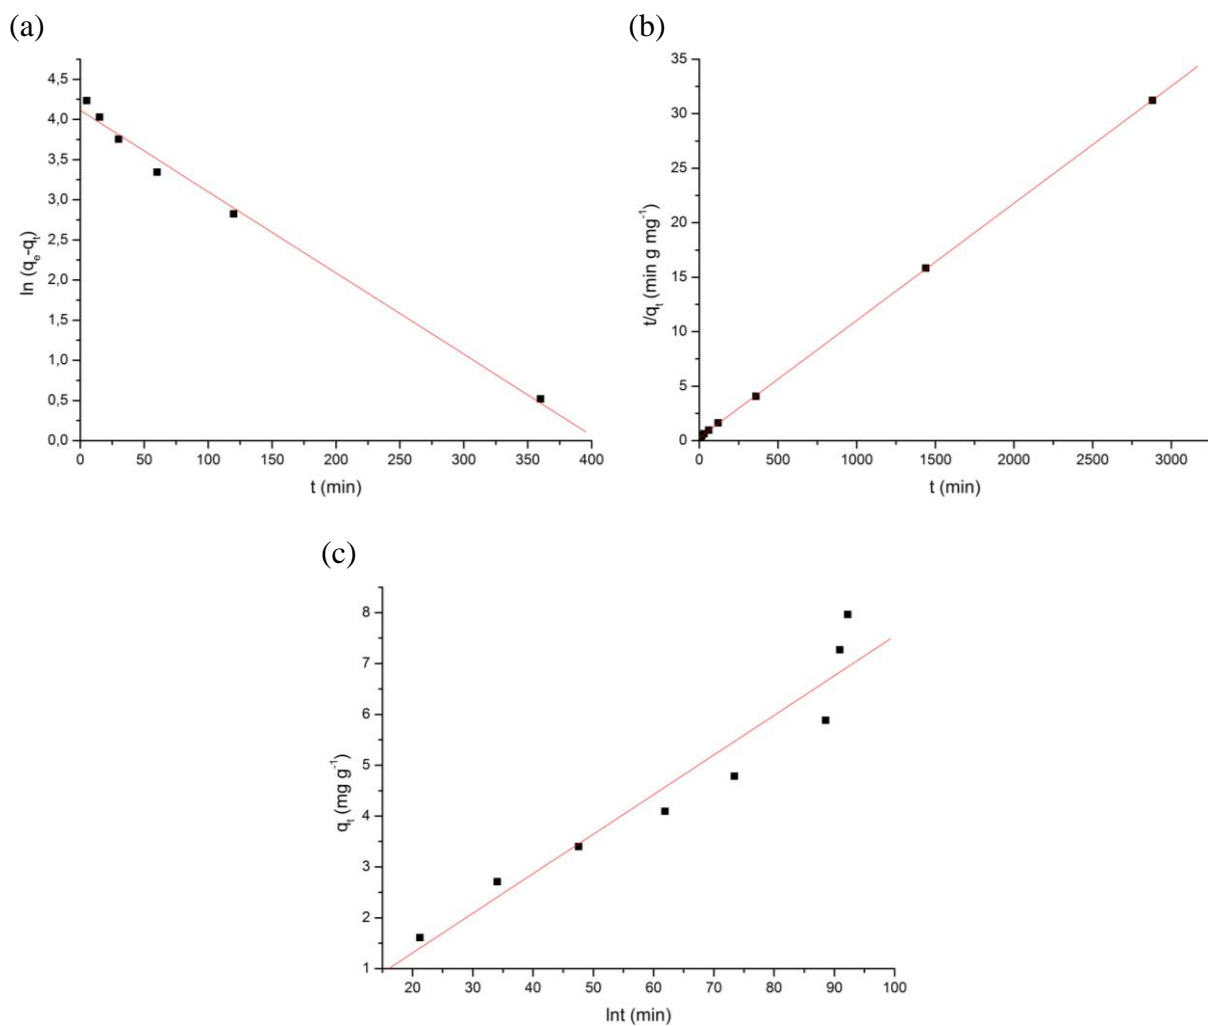 (a)
4,5
4,0
3,5
3,0
2,5
2,0
1,5
1,0
0,5
0,0
ln (qₑ-qₜ)
0 50 100 150 200 250 300 350 400
t (min)
(b)
35
30
25
20
15
10
5
0
t/qₜ (min g mg⁻¹)
0 500 1000 1500 2000 2500 3000
t (min)
(c)
8
7
6
5
4
3
2
1
qₜ (mg g⁻¹)
20 30 40 50 60 70 80 90 100
lnt (min)